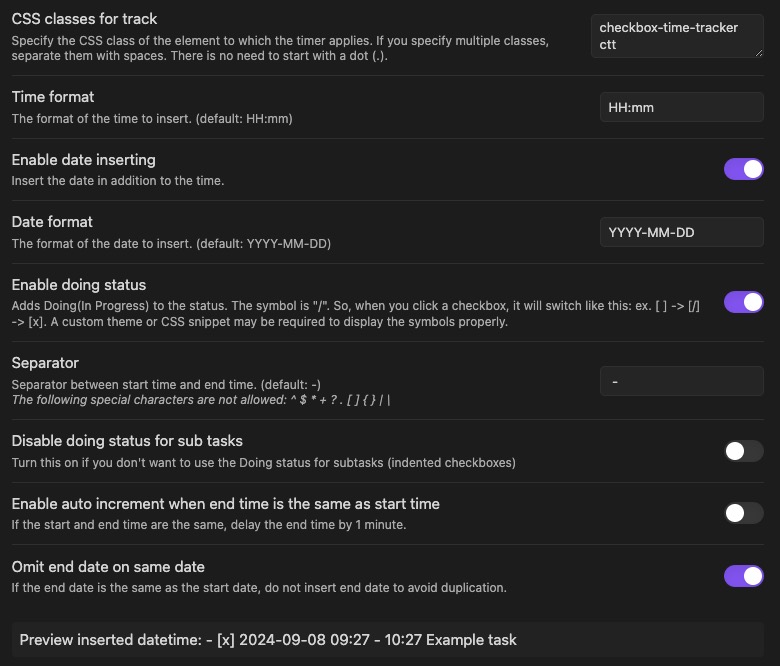 CSS classes for track
Specify the CSS class of the element to which the timer applies. If you specify multiple classes,
separate them with spaces. There is no need to start with a dot (.).
checkbox-time-tracker
ctt
Time format
The format of the time to insert. (default: HH:mm)
HH:mm
Enable date inserting
Insert the date in addition to the time.
Date format
The format of the date to insert. (default: YYYY-MM-DD)
YYYY-MM-DD
Enable doing status
Adds Doing(In Progress) to the status. The symbol is "/". So, when you click a checkbox, it will switch like this: ex. [ ] -> [/]
-> [x]. A custom theme or CSS snippet may be required to display the symbols properly.
Separator
Separator between start time and end time. (default: -)
The following special characters are not allowed: ^ $ * + ? . [ ] { } | \
-
Disable doing status for sub tasks
Turn this on if you don't want to use the Doing status for subtasks (indented checkboxes)
Enable auto increment when end time is the same as start time
If the start and end time are the same, delay the end time by 1 minute.
Omit end date on same date
If the end date is the same as the start date, do not insert end date to avoid duplication.
Preview inserted datetime: - [x] 2024-09-08 09:27 - 10:27 Example task